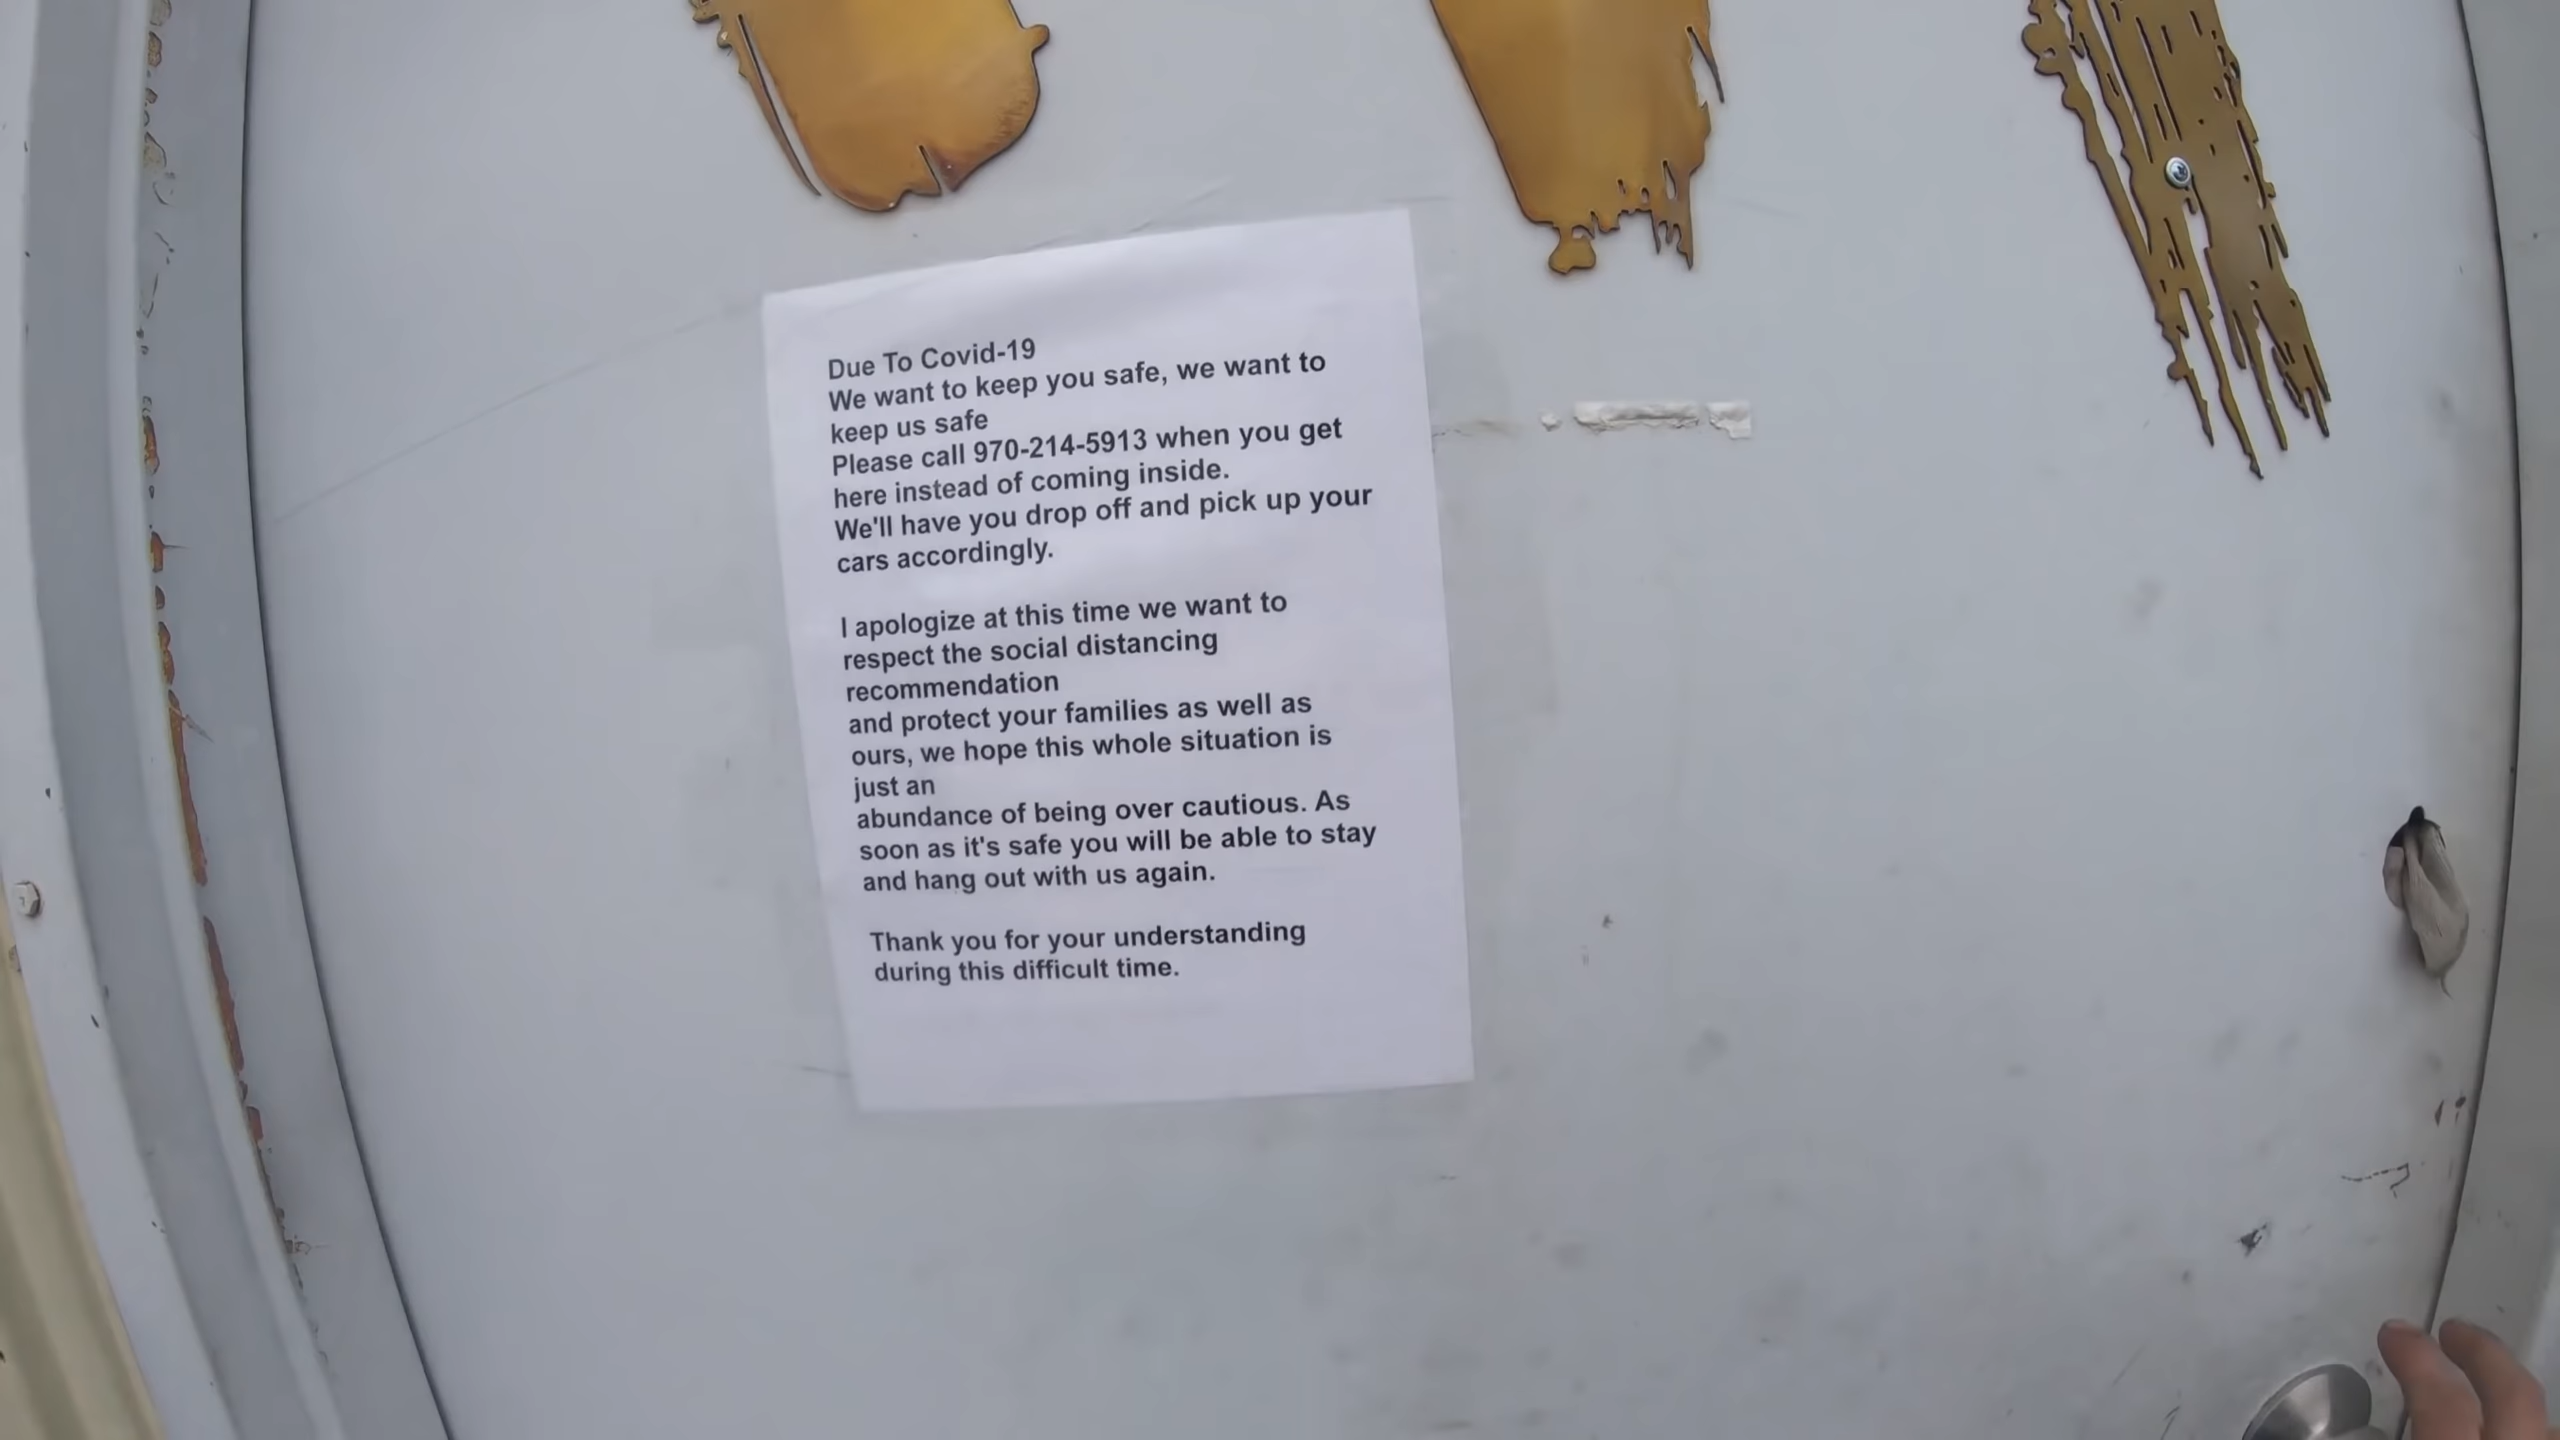 Due To Covid-19
We want to keep you safe, we want to
keep us safe
Please call 970-214-5913 when you get
here instead of coming inside.
We'll have you drop off and pick up your
cars accordingly.
I apologize at this time we want to
respect the social distancing
recommendation
and protect your families as well as
ours, we hope this whole situation is
just an
abundance of being over cautious. As
soon as it's safe you will be able to stay
and hang out with us again.
Thank you for your understanding
during this difficult time.